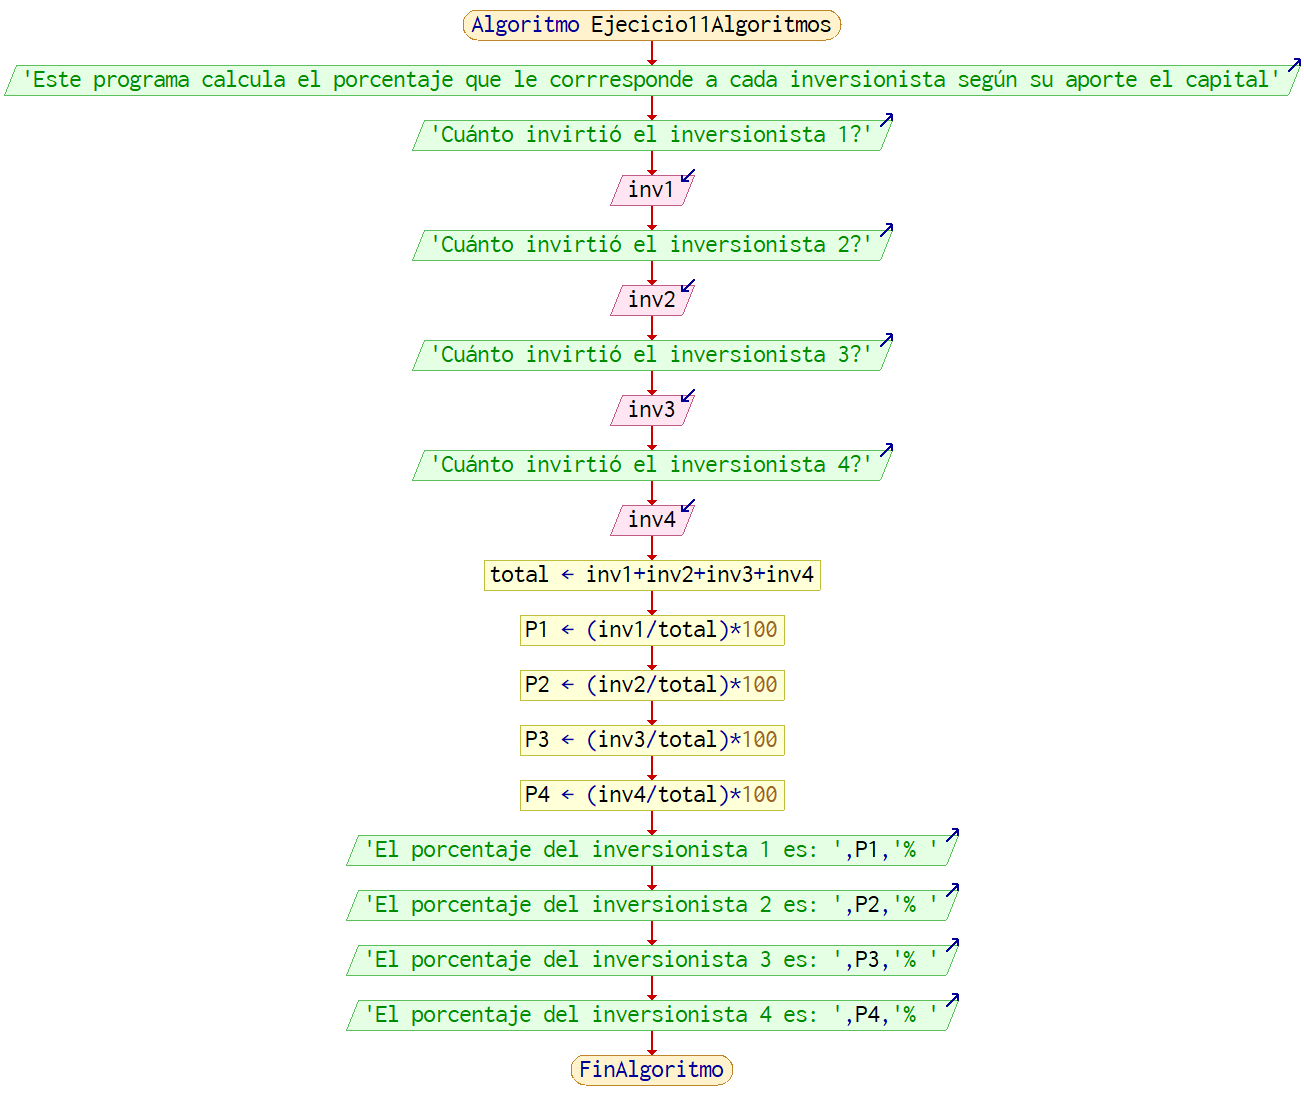 Algoritmo Ejecicio11Algoritmos
'Este programa calcula el porcentaje que le corrresponde a cada inversionista según su aporte el capital'
'Cuánto invirtió el inversionista 1?'
inv1
'Cuánto invirtió el inversionista 2?'
inv2
'Cuánto invirtió el inversionista 3?'
inv3
'Cuánto invirtió el inversionista 4?'
inv4
total ← inv1+inv2+inv3+inv4
P1 ← (inv1/total)*100
P2 ← (inv2/total)*100
P3 ← (inv3/total)*100
P4 ← (inv4/total)*100
'El porcentaje del inversionista 1 es: ',P1,'% '
'El porcentaje del inversionista 2 es: ',P2,'% '
'El porcentaje del inversionista 3 es: ',P3,'% '
'El porcentaje del inversionista 4 es: ',P4,'% '
FinAlgoritmo